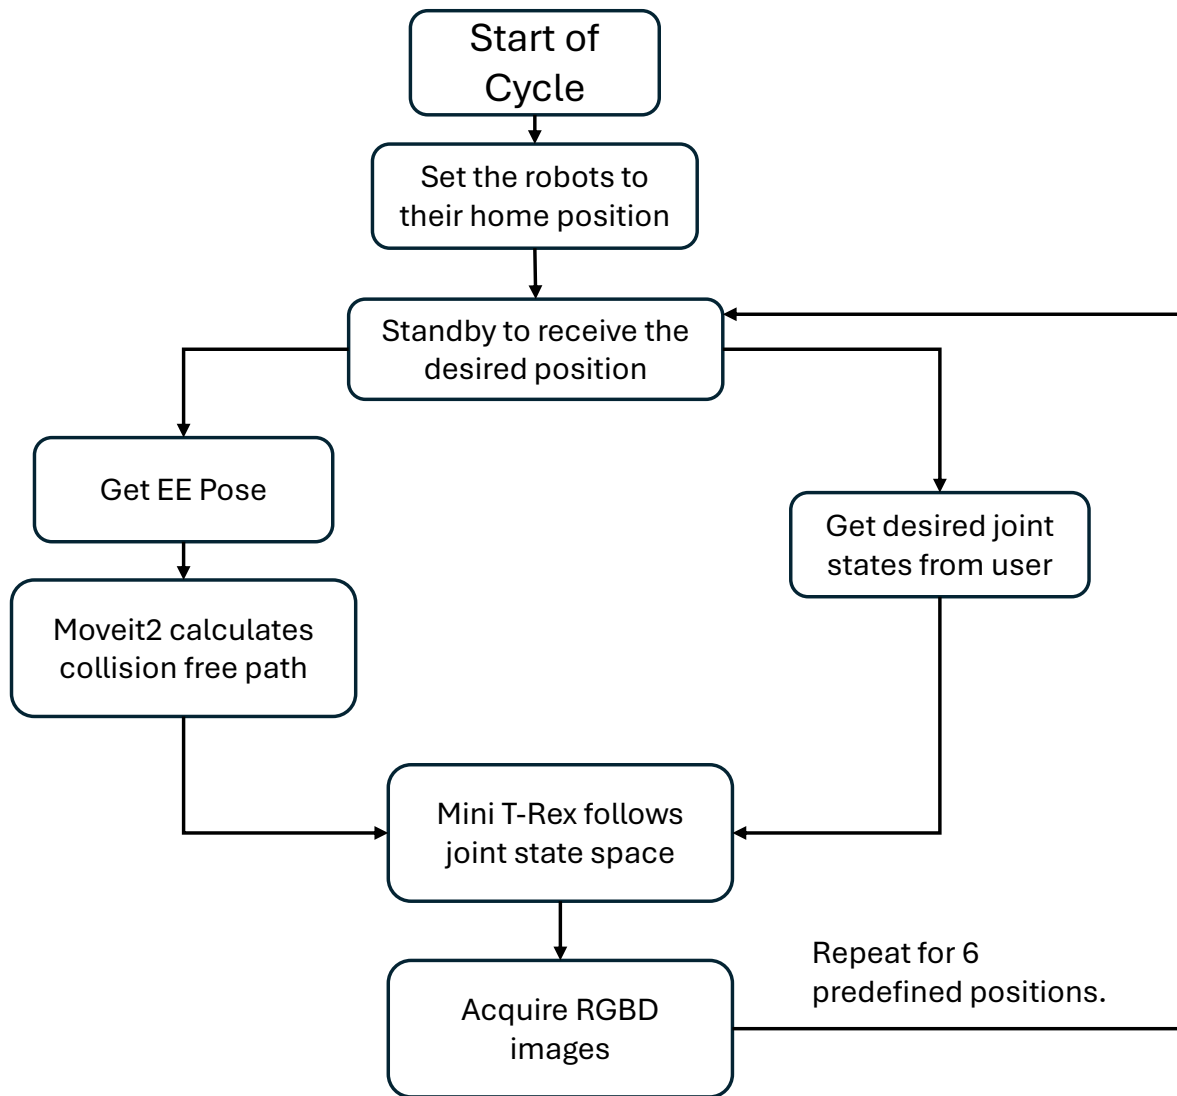 Start of
Cycle
Set the robots to
their home position
Standby to receive the
desired position
Get EE Pose
Get desired joint
states from user
Moveit2 calculates
collision free path
Mini T-Rex follows
joint state space
Repeat for 6
predefined positions.
Acquire RGBD
images